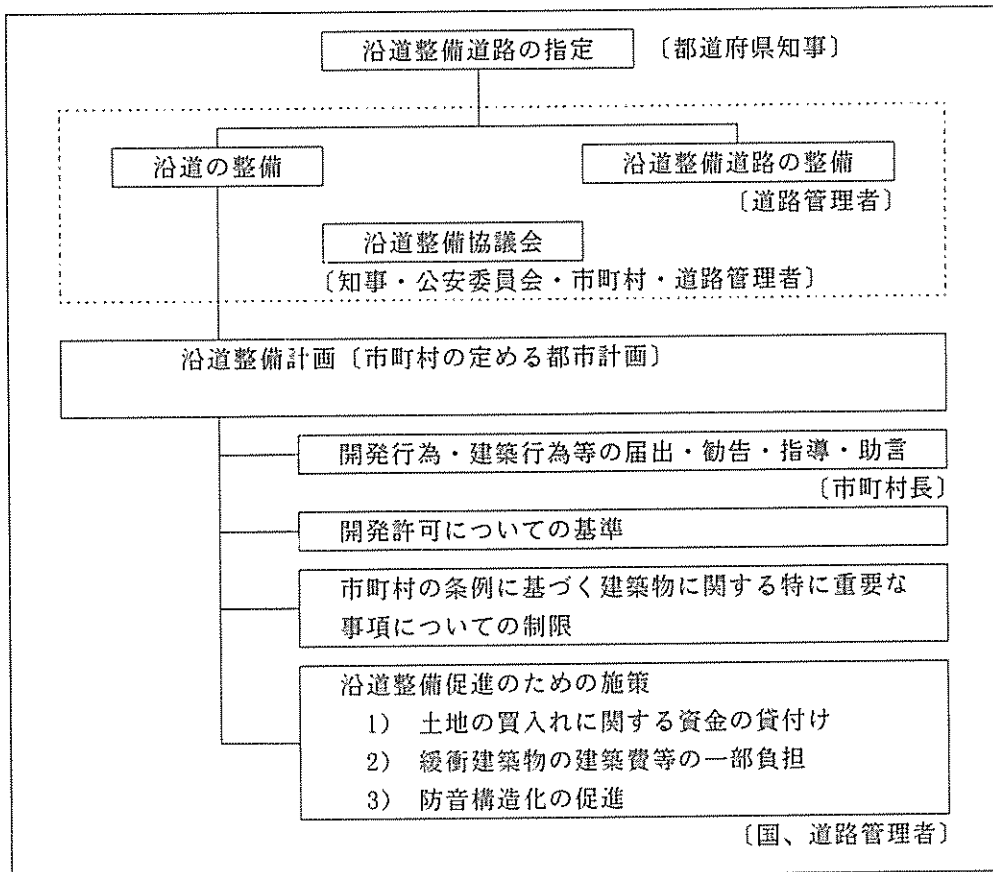 沿道整備道路の指定 〔都道府県知事〕
沿道の整備 沿道整備道路の整備
〔道路管理者〕
沿道整備協議会
〔知事・公安委員会・市町村・道路管理者〕
沿道整備計画〔市町村の定める都市計画〕
開発行為・建築行為等の届出・勧告・指導・助言
〔市町村長〕
開発許可についての基準
市町村の条例に基づく建築物に関する特に重要な
事項についての制限
沿道整備促進のための施策
1) 土地の買入れに関する資金の貸付け
2) 緩衝建築物の建築費等の一部負担
3) 防音構造化の促進
〔国、道路管理者〕